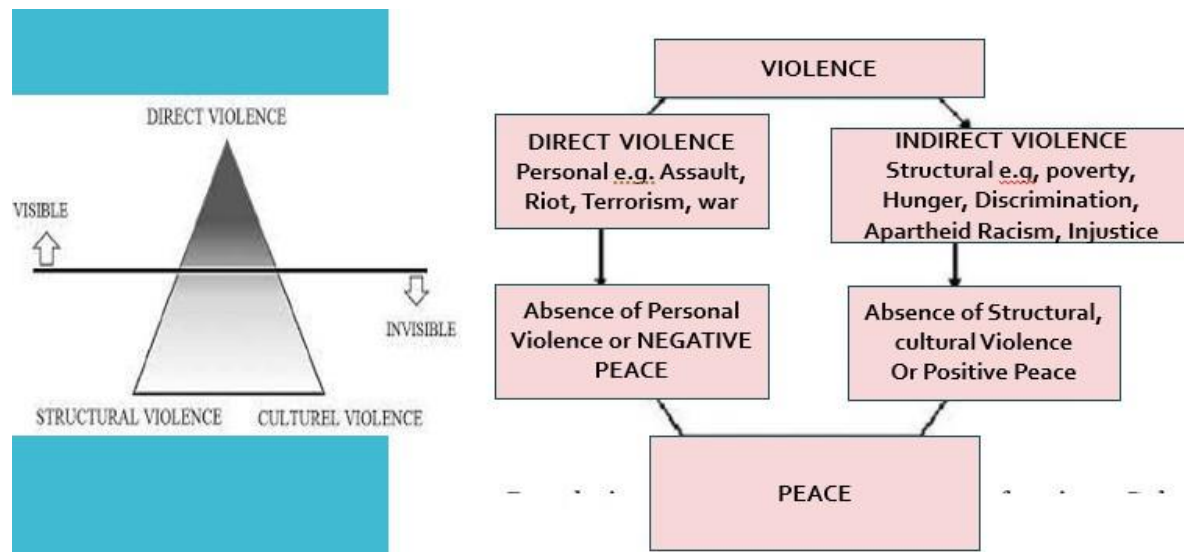 DIRECT VIOLENCE
VISIBLE
INVISIBLE
STRUCTURAL VIOLENCE
CULTUREL VIOLENCE
VIOLENCE
DIRECT VIOLENCE
Personal e.g. Assault,
Riot, Terrorism, war
INDIRECT VIOLENCE
Structural e.g, poverty,
Hunger, Discrimination,
Apartheid Racism, Injustice
Absence of Personal
Violence or NEGATIVE
PEACE
Absence of Structural,
cultural Violence
Or Positive Peace
PEACE